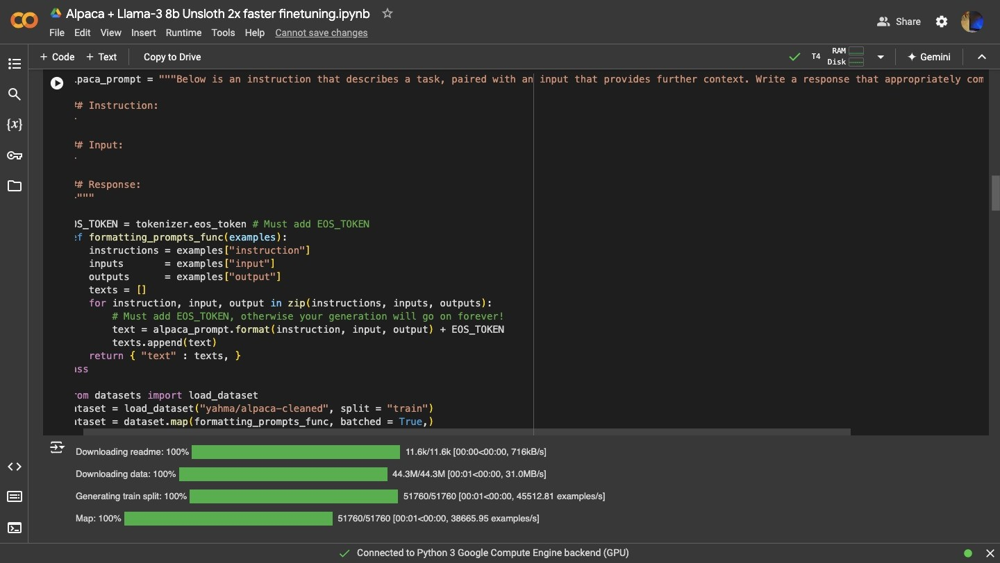 Alpaca + Llama-3 8b Unsloth 2x faster finetuning.ipynb
File Edit View Insert Runtime Tools Help Cannot save changes
Share
+ Code + Text Copy to Drive
T4 RAM Disk Gemini
.paca_prompt = """Below is an instruction that describes a task, paired with an input that provides further context. Write a response that appropriately com
## Instruction:
## Input:
## Response:
"""
OS_TOKEN = tokenizer.eos_token # Must add EOS_TOKEN
ef formatting_prompts_func(examples):
instructions = examples["instruction"]
inputs       = examples["input"]
outputs      = examples["output"]
texts = []
for instruction, input, output in zip(instructions, inputs, outputs):
# Must add EOS_TOKEN, otherwise your generation will go on forever!
text = alpaca_prompt.format(instruction, input, output) + EOS_TOKEN
texts.append(text)
return { "text" : texts, }
ass
rom datasets import load_dataset
ataset = load_dataset("yahma/alpaca-cleaned", split = "train")
ataset = dataset.map(formatting_prompts_func, batched = True,)
Downloading readme: 100% 11.6k/11.6k [00:00<00:00, 716kB/s]
Downloading data: 100% 44.3M/44.3M [00:01<00:00, 31.0MB/s]
Generating train split: 100% 51760/51760 [00:01<00:00, 45512.81 examples/s]
Map: 100% 51760/51760 [00:01<00:00, 38665.95 examples/s]
Connected to Python 3 Google Compute Engine backend (GPU)